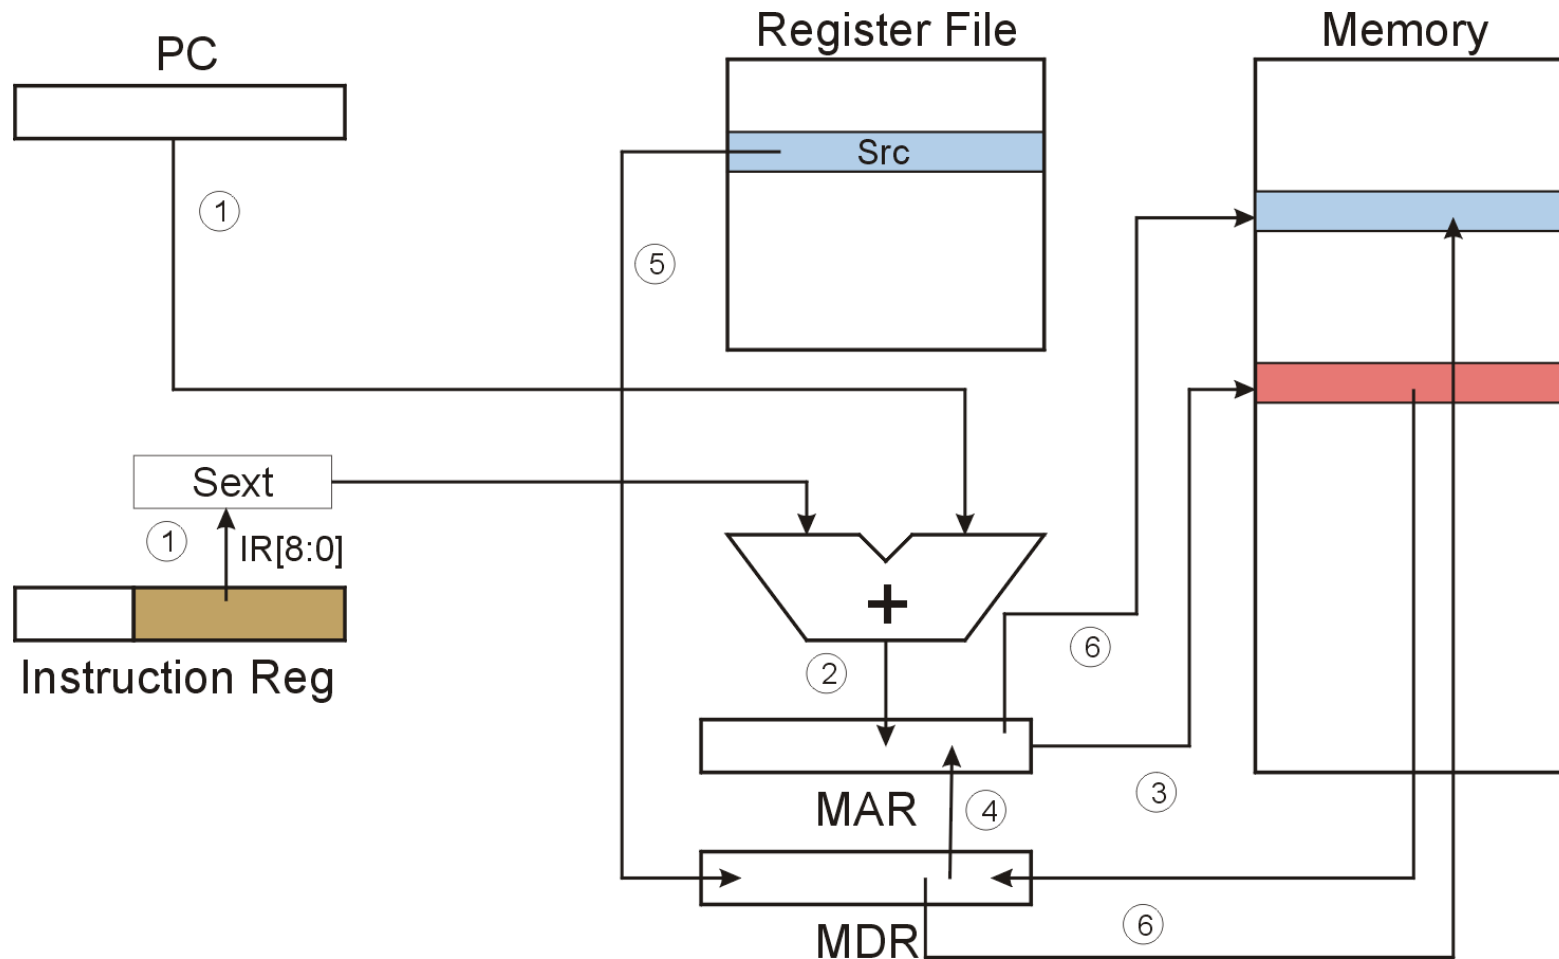 PC
Register File
Memory
Src
1
5
Sext
1
IR[8:0]
+
Instruction Reg
2
6
3
MAR
4
6
MDR